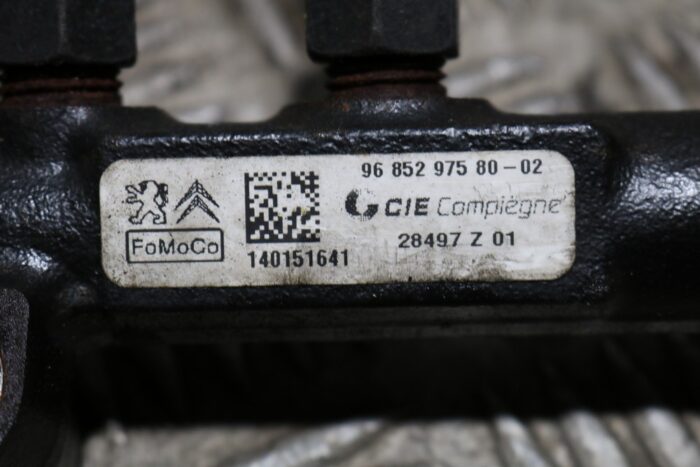 96 852 975 80-02
CIE Compiègne
FoMoCo
140151641
28497 Z 01